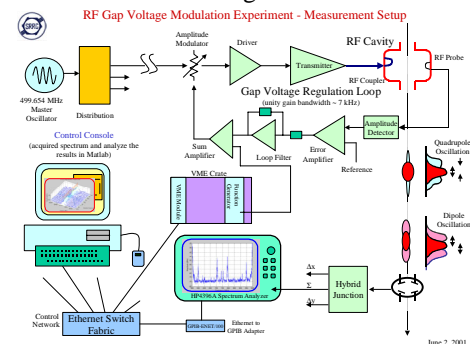 RF Gap Voltage Modulation Experiment - Measurement Setup
SRRC
Amplitude
Modulator
Driver
Transmitter
RF Cavity
RF Probe
RF Coupler
Gap Voltage Regulation Loop
(unity gain bandwidth ~ 7 kHz)
499.654 MHz
Master
Oscillator
Distribution
Amplitude
Detector
Control Console
(acquired spectrum and analyze the
results in Matlab)
Sum
Amplifier
Loop Filter
Error
Amplifier
Reference
Quadrupole
Oscillation
VME Crate
VME Module
Function
Generator
Dipole
Oscillation
Δx
Σ
Δy
Hybrid
Junction
HP4396A Spectrum Analyzer
Control
Network
Ethernet Switch
Fabric
GPIB-ENET/100
Ethernet to
GPIB Adapter
June 2, 2001